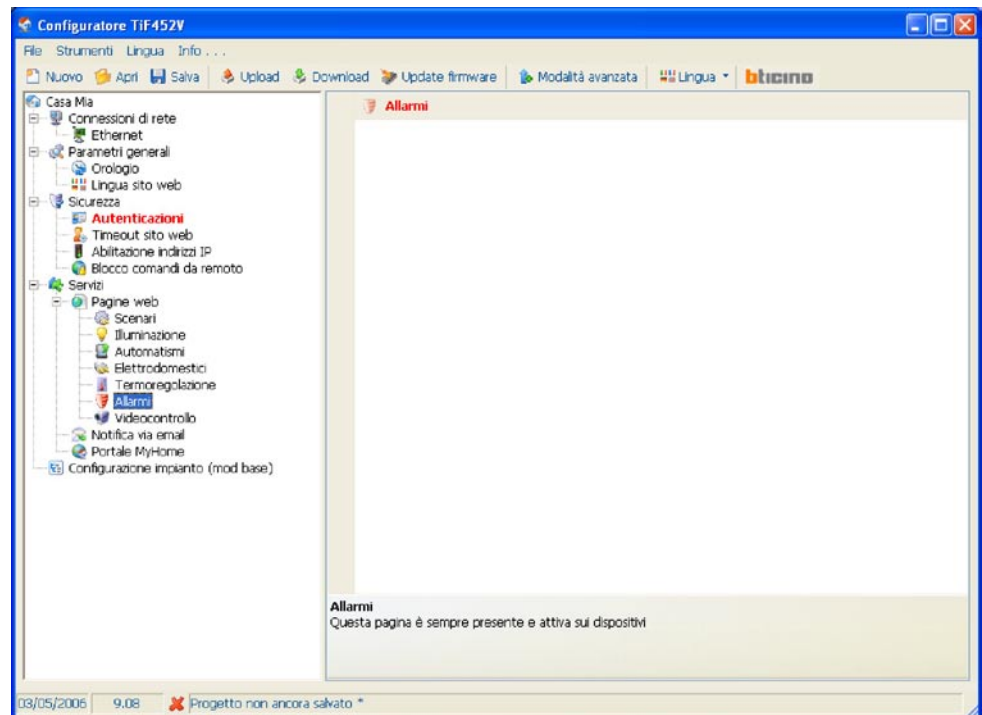 Configuratore TiF452V
File Strumenti Lingua Info . . .
Nuovo Apri Salva Upload Download Update firmware Modalità avanzata Lingua bticino
Casa Mia
Allarmi
Connessioni di rete
Ethernet
Parametri generali
Orologio
Lingua sito web
Sicurezza
Autenticazioni
Timeout sito web
Abilitazione indirizzi IP
Blocco comandi da remoto
Servizi
Pagine web
Scenari
Illuminazione
Automatismi
Elettrodomestici
Termoregolazione
Allarmi
Videocontrollo
Notifica via email
Portale MyHome
Configurazione impianto (mod base)
Allarmi
Questa pagina è sempre presente e attiva sui dispositivi
03/05/2006 9.08 Progetto non ancora salvato *